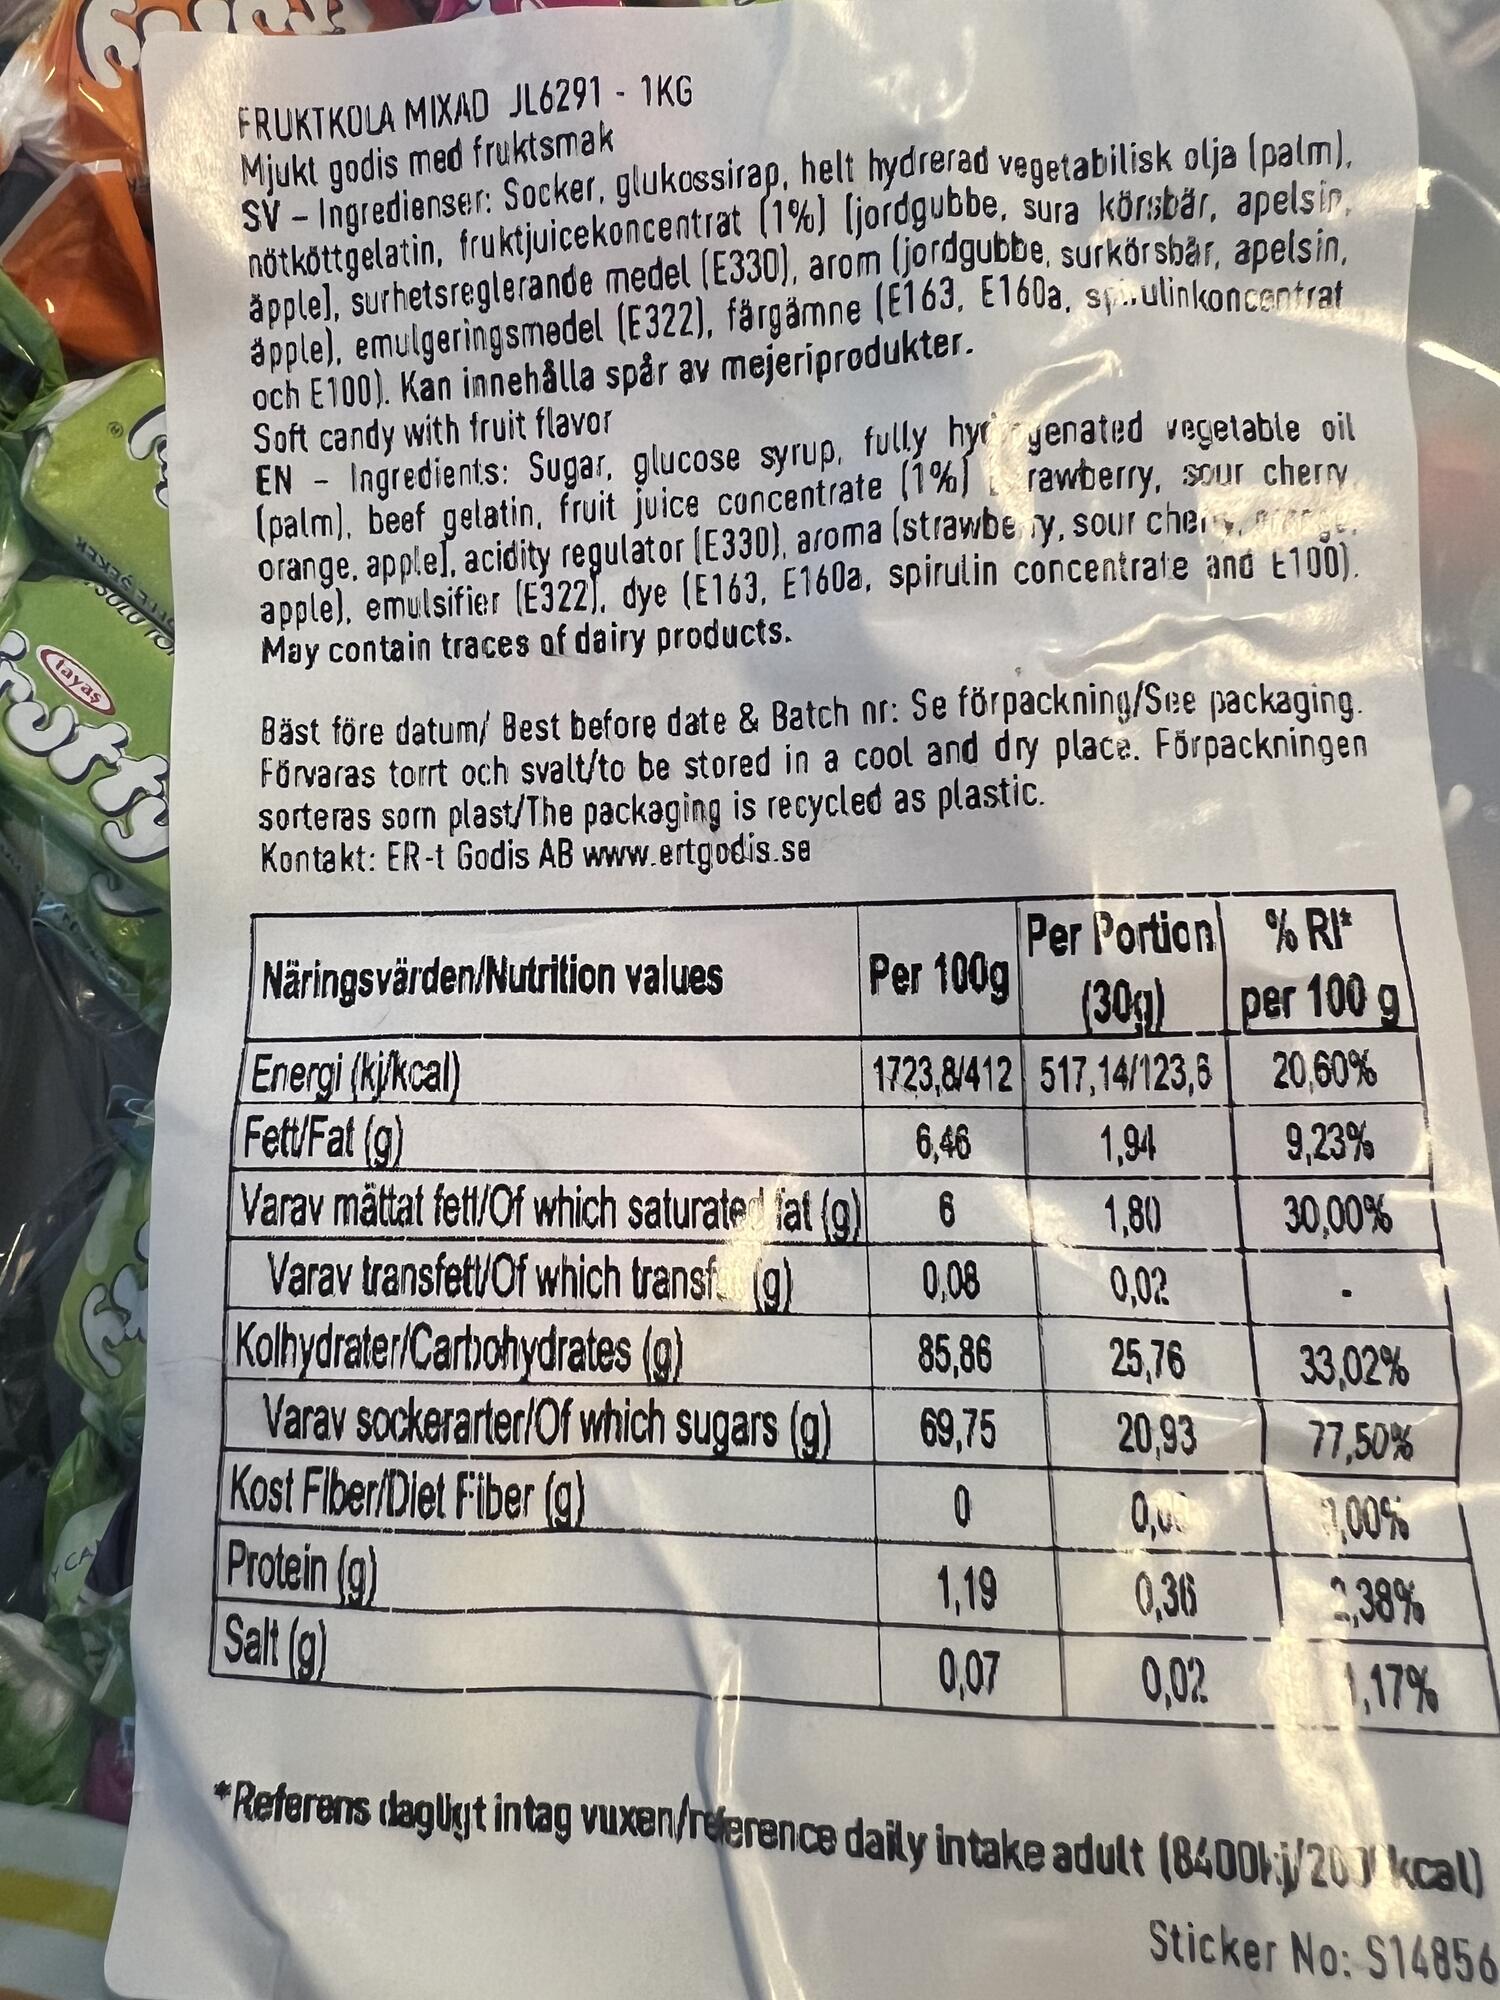 FRUKTKOLA MIXAD JL6291 - 1KG
Mjukt godis med fruktsmak
SV – Ingredienser: Socker, glukossirap, helt hydrerad vegetabilisk olja (palm),
nötköttgelatin, fruktjuicekoncentrat (1%) [jordgubbe, sura körsbär, apelsin,
äpple], surhetsreglerande medel (E330), arom (jordgubbe, surkörsbär, apelsin,
äpple), emulgeringsmedel (E322), färgämne (E163, E160a,
och E100). Kan innehålla spår av mejeriprodukter.
Soft candy with fruit flavor
EN – Ingredients: Sugar, glucose syrup, fully vegetable oil
(palm), beef gelatin, fruit juice concentrate (1%) sour cherry,
orange, apple], acidity regulator (E330), aroma (strawberry, sour
apple), emulsifier (E322), dye (E163, E160a, spirulin concentrate and E100).
May contain traces of dairy products.
Bäst före datum/ Best before date & Batch nr: Se förpackning/See packaging.
Förvaras torrt och svalt/to be stored in a cool and dry place. Förpackningen
sorteras som plast/The packaging is recycled as plastic.
Kontakt: ER-t Godis AB www.ertgodis.se
Näringsvärden/Nutrition values Per 100g Per Portion (30g) % RI* per 100 g
Energi (kj/kcal) 1723,8/412 517,14/123,6 20,60%
Fett/Fat (g) 6,46 1,94 9,23%
Varav mättat fett/Of which saturated fat (g) 6 1,80 30,00%
Varav transfett/Of which (g) 0,08 0,02 -
Kolhydrater/Carbohydrates (g) 85,86 25,76 33,02%
Varav sockerarter/Of which sugars (g) 69,75 20,93 77,50%
Kost Fiber/Diet Fiber (g) 0
Protein (g) 1,19 0,36
Salt (g) 0,07 0,02 1,17%
*Referens dagligt intag vuxen/reference daily intake adult
Sticker No: S14856
tayaş